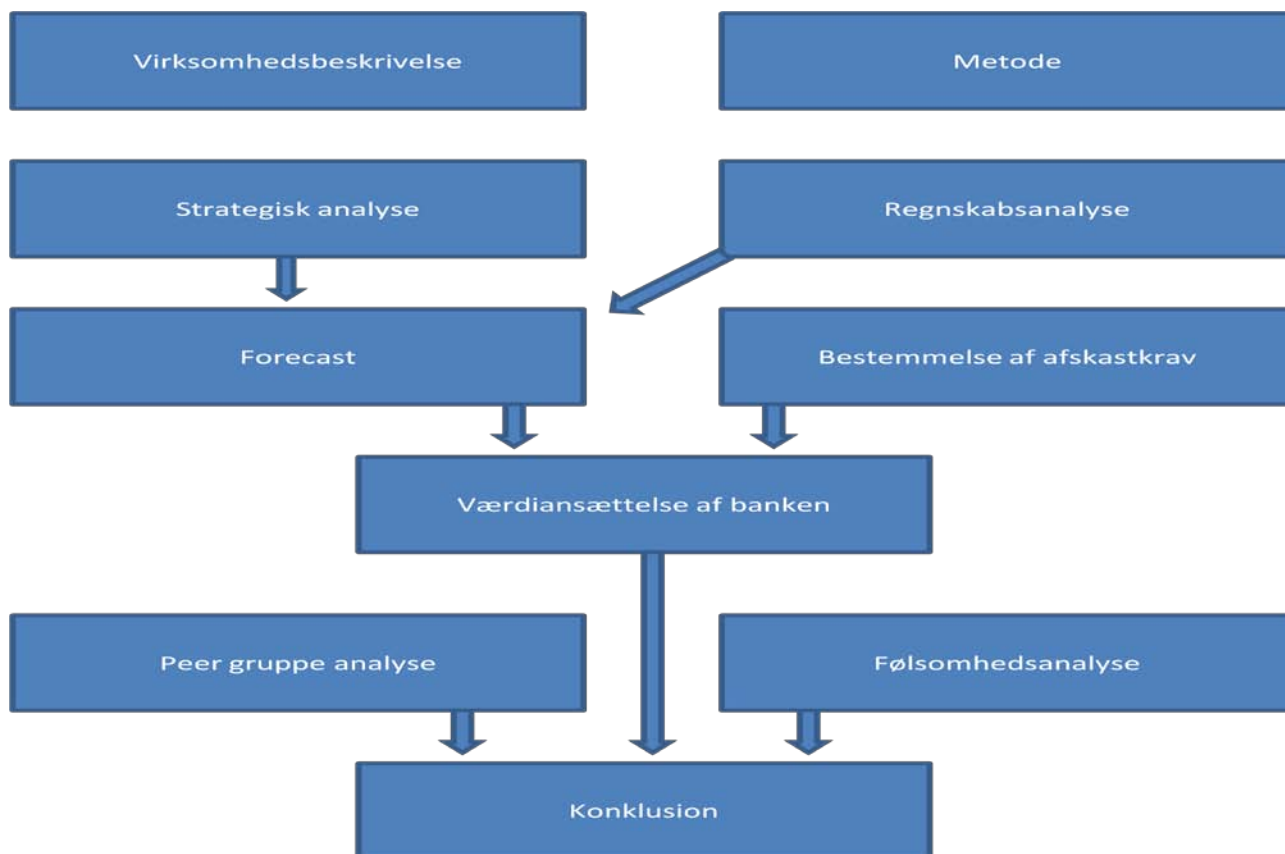 Virksomhedsbeskrivelse
Metode
Strategisk analyse
Regnskabsanalyse
Forecast
Bestemmelse af afskastkrav
Værdiansættelse af banken
Peer gruppe analyse
Følsomhedsanalyse
Konklusion